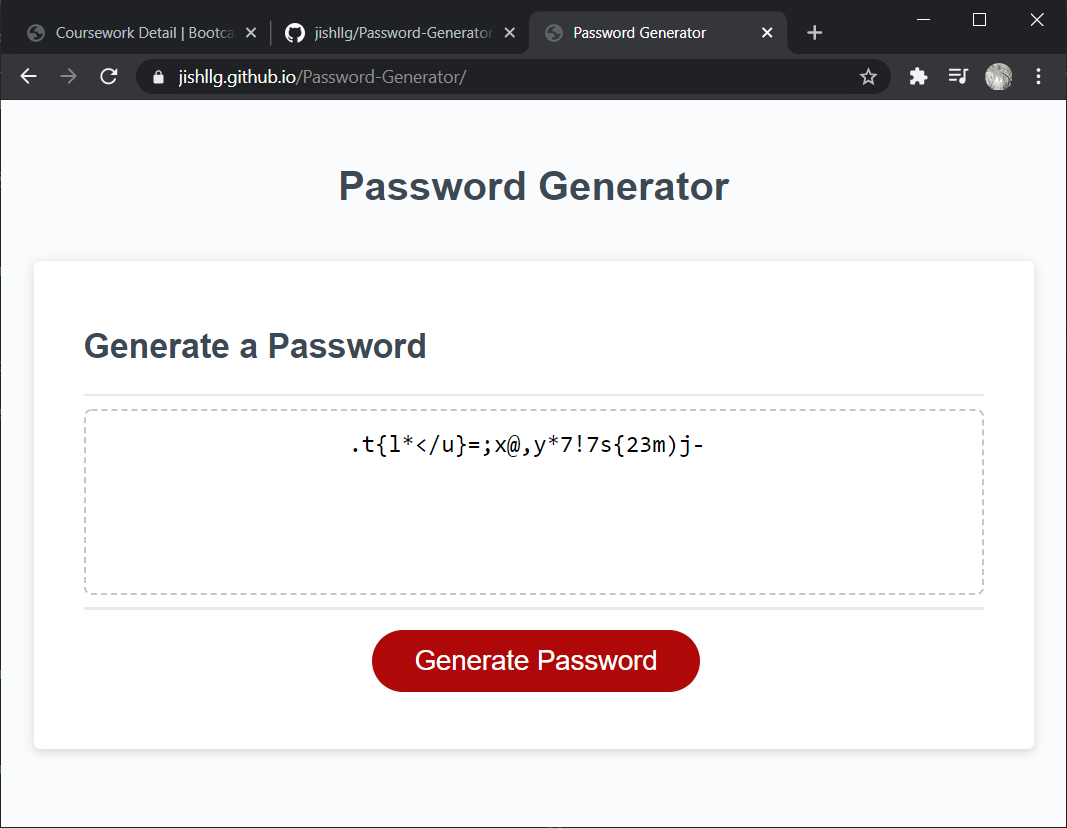 Coursework Detail | Bootca
jishllg/Password-Generator
Password Generator
jishllg.github.io/Password-Generator/
Password Generator
Generate a Password
.t{l*</u}=;x@,y*7!7s{23m)j-
Generate Password